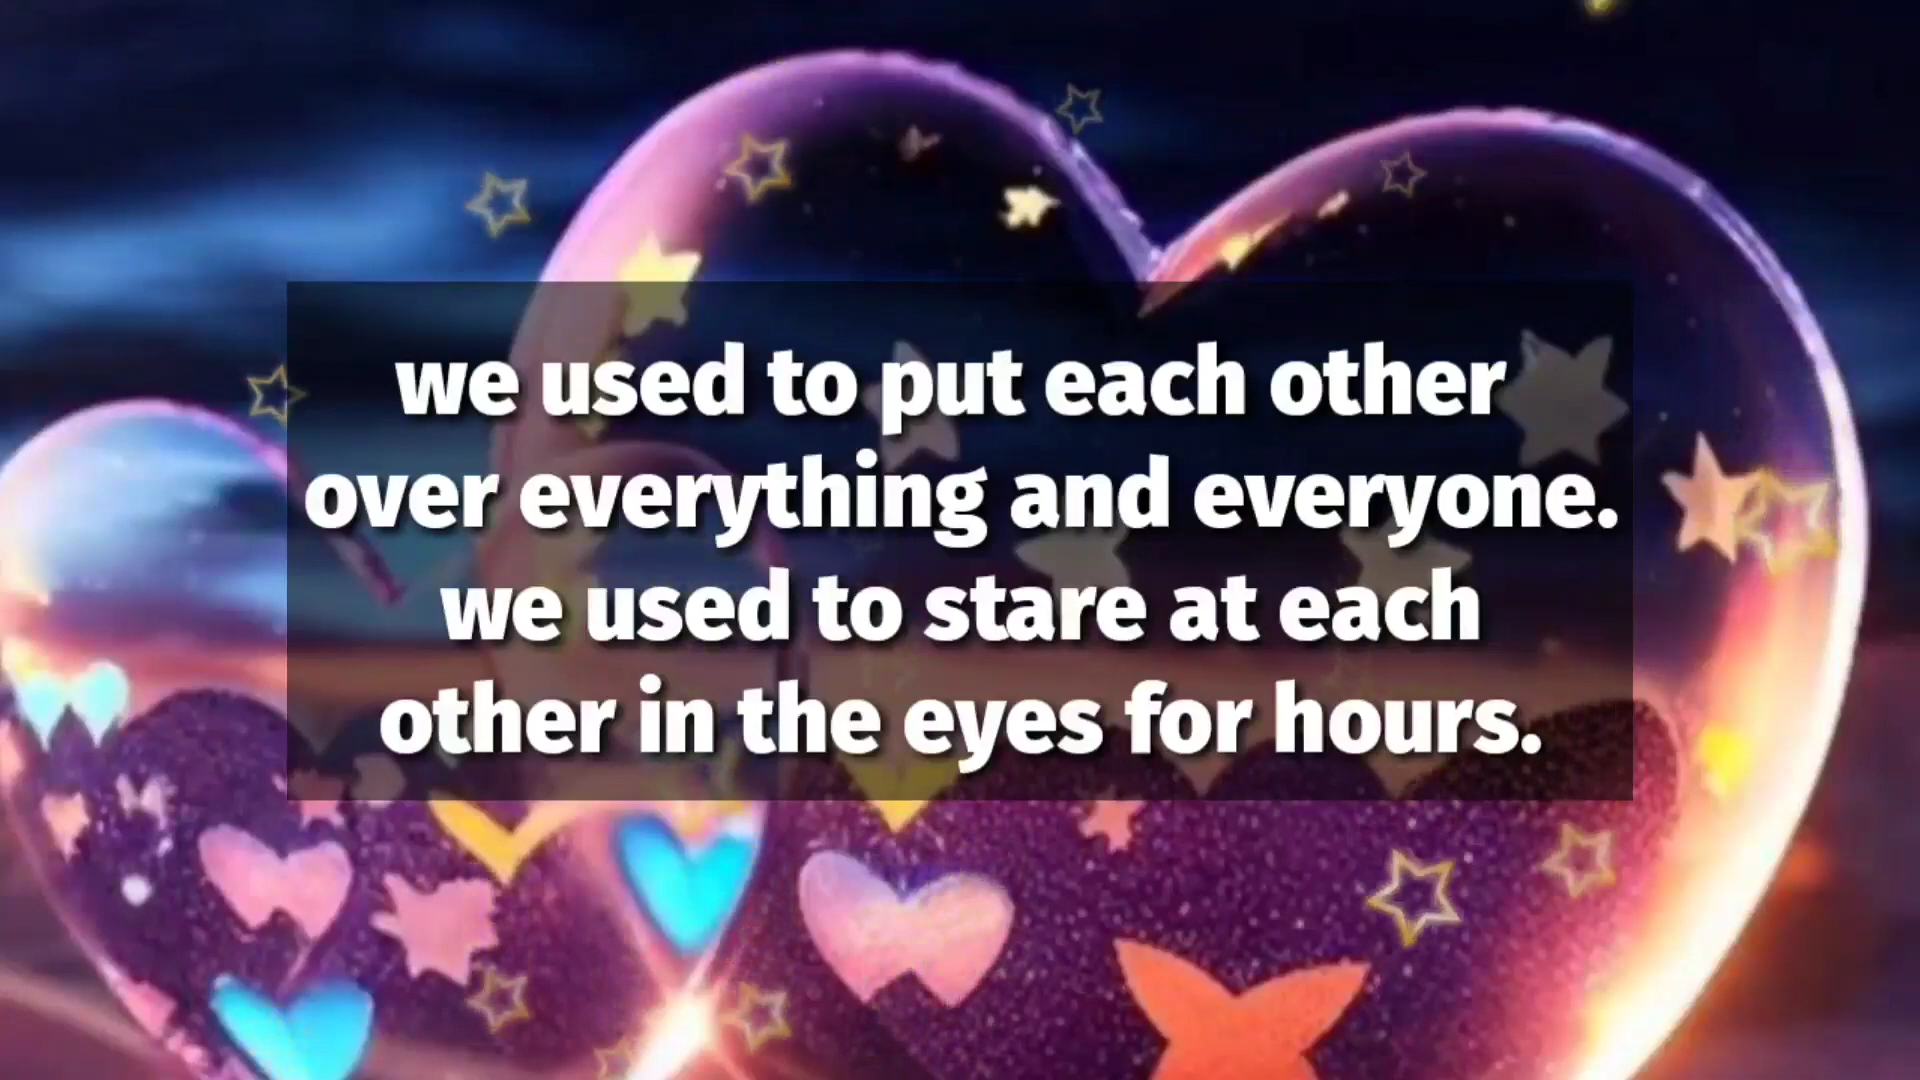 we used to put each other
over everything and everyone.
we used to stare at each
other in the eyes for hours.